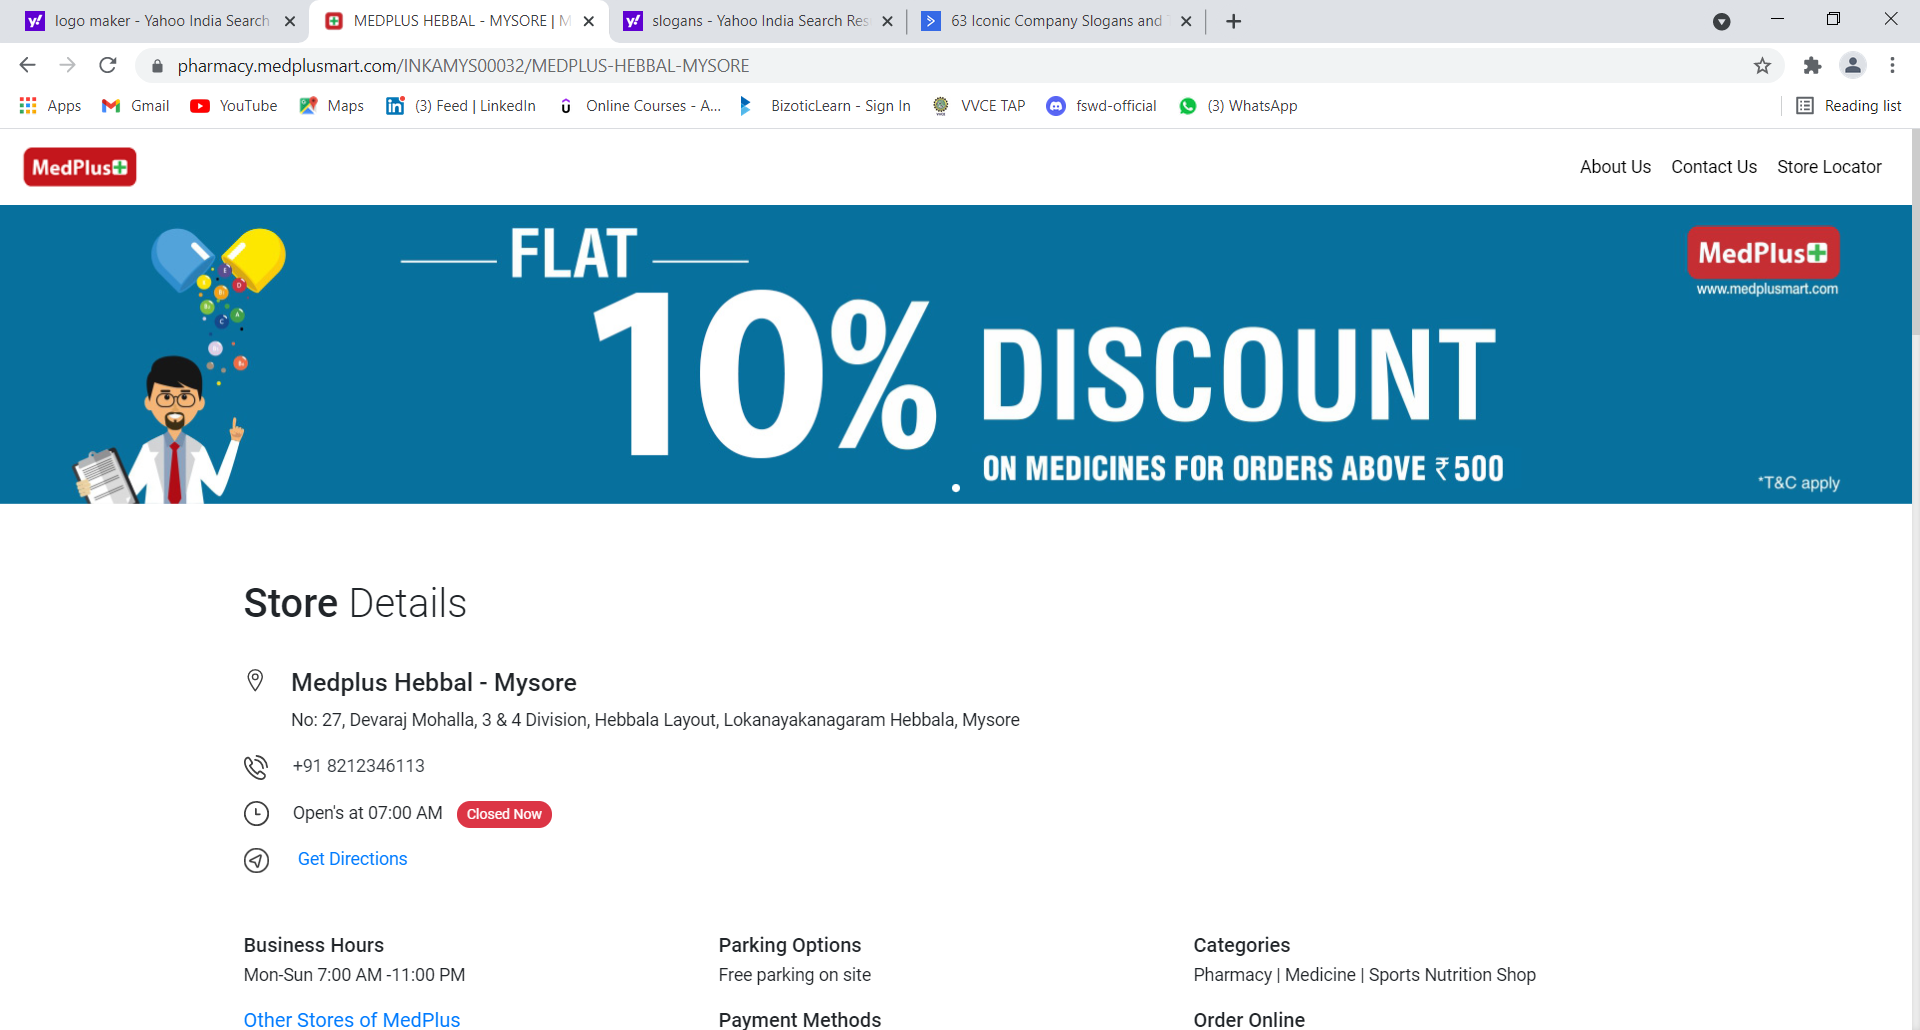 logo maker - Yahoo India Search
MEDPLUS HEBBAL - MYSORE | M
slogans - Yahoo India Search Res
63 Iconic Company Slogans and T
pharmacy.medplusmart.com/INKAMYS00032/MEDPLUS-HEBBAL-MYSORE
Apps
Gmail
YouTube
Maps
(3) Feed | LinkedIn
Online Courses - A...
BizoticLearn - Sign In
VVCE TAP
fswd-official
(3) WhatsApp
Reading list
MedPlus
About Us
Contact Us
Store Locator
FLAT
10% DISCOUNT
ON MEDICINES FOR ORDERS ABOVE ₹500
MedPlus
www.medplusmart.com
*T&C apply
Store Details
Medplus Hebbal - Mysore
No: 27, Devaraj Mohalla, 3 & 4 Division, Hebbala Layout, Lokanayakanagaram Hebbala, Mysore
+91 8212346113
Open's at 07:00 AM Closed Now
Get Directions
Business Hours
Mon-Sun 7:00 AM -11:00 PM
Other Stores of MedPlus
Parking Options
Free parking on site
Payment Methods
Categories
Pharmacy | Medicine | Sports Nutrition Shop
Order Online